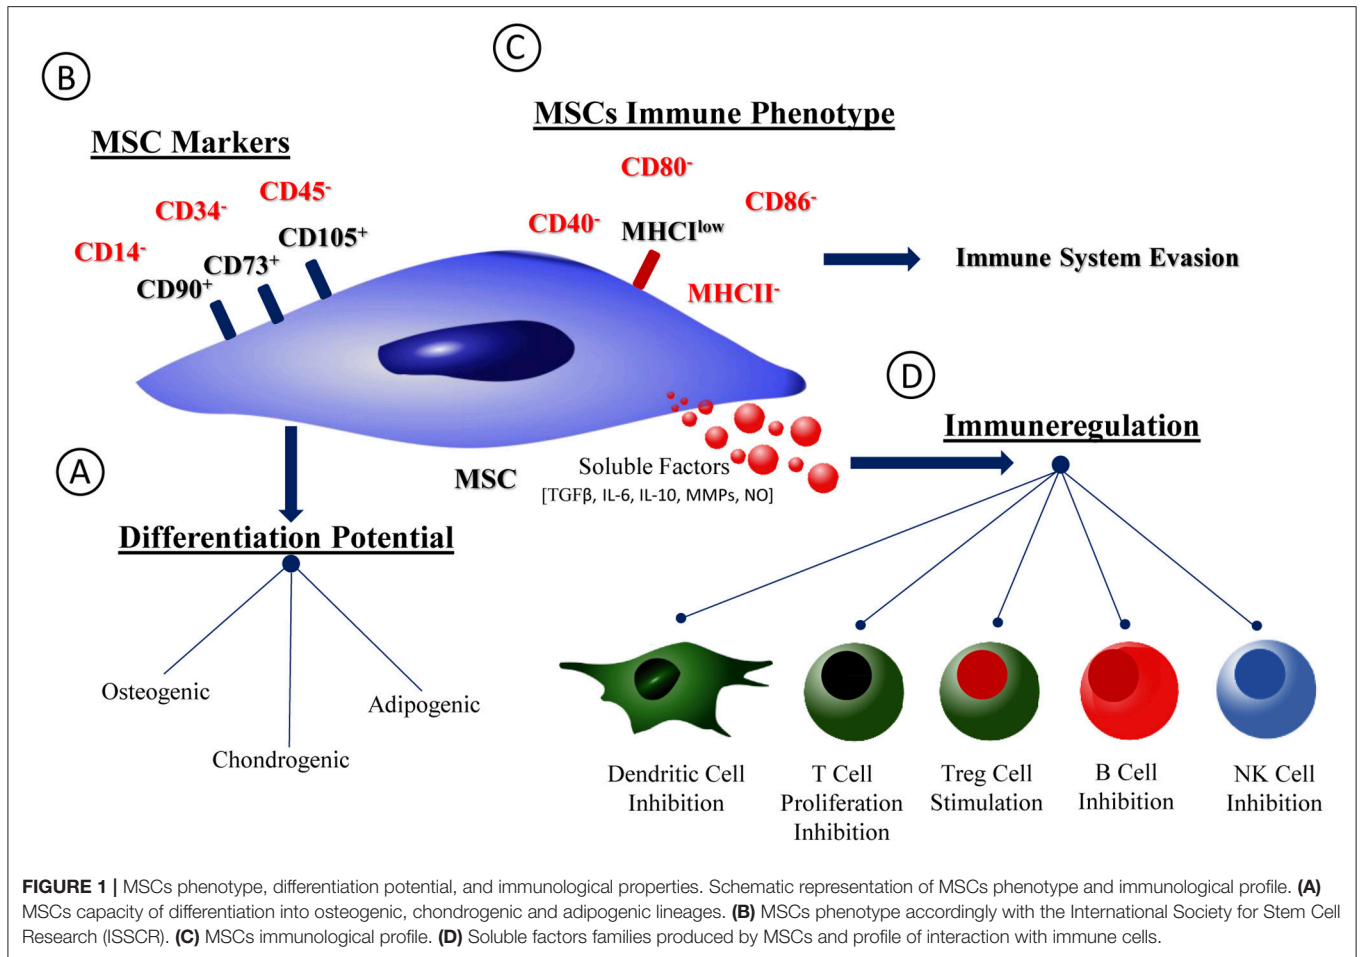 B
MSC Markers
CD45-
CD34-
CD14-
CD105+
CD73+
CD90+
C
MSCs Immune Phenotype
CD80-
CD86-
CD40-
MHCIlow
MHCII-
Immune System Evasion
MSC
Soluble Factors
[TGFβ, IL-6, IL-10, MMPs, NO]
A
Differentiation Potential
Osteogenic
Chondrogenic
Adipogenic
D
Immuneregulation
Dendritic Cell
Inhibition
T Cell
Proliferation
Inhibition
Treg Cell
Stimulation
B Cell
Inhibition
NK Cell
Inhibition
FIGURE 1 | MSCs phenotype, differentiation potential, and immunological properties. Schematic representation of MSCs phenotype and immunological profile. (A)
MSCs capacity of differentiation into osteogenic, chondrogenic and adipogenic lineages. (B) MSCs phenotype accordingly with the International Society for Stem Cell
Research (ISSCR). (C) MSCs immunological profile. (D) Soluble factors families produced by MSCs and profile of interaction with immune cells.